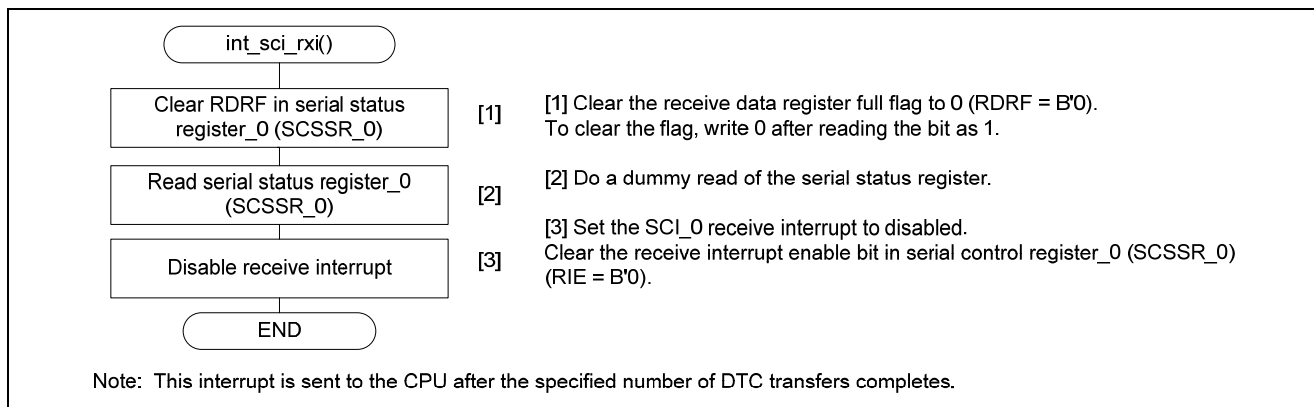 int_sci_rxi()
Clear RDRF in serial status
register_0 (SCSSR_0)
[1]
[1] Clear the receive data register full flag to 0 (RDRF = B'0).
To clear the flag, write 0 after reading the bit as 1.
Read serial status register_0
(SCSSR_0)
[2]
[2] Do a dummy read of the serial status register.
Disable receive interrupt
[3]
[3] Set the SCI_0 receive interrupt to disabled.
Clear the receive interrupt enable bit in serial control register_0 (SCSSR_0)
(RIE = B'0).
END
Note: This interrupt is sent to the CPU after the specified number of DTC transfers completes.